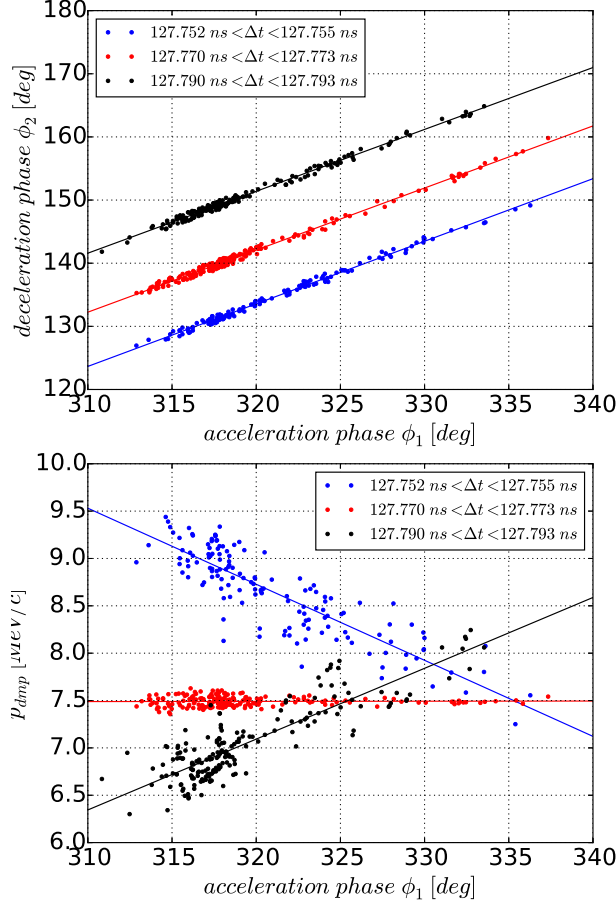 127.752 ns<Δt<127.755 ns
127.770 ns<Δt<127.773 ns
127.790 ns<Δt<127.793 ns
180
170
160
150
140
130
120
deceleration phase ϕ₂ [deg]
310 315 320 325 330 335 340
acceleration phase ϕ₁ [deg]
127.752 ns<Δt<127.755 ns
127.770 ns<Δt<127.773 ns
127.790 ns<Δt<127.793 ns
10.0
9.5
9.0
8.5
8.0
7.5
7.0
6.5
6.0
p_dmp [MeV/c]
310 315 320 325 330 335 340
acceleration phase ϕ₁ [deg]